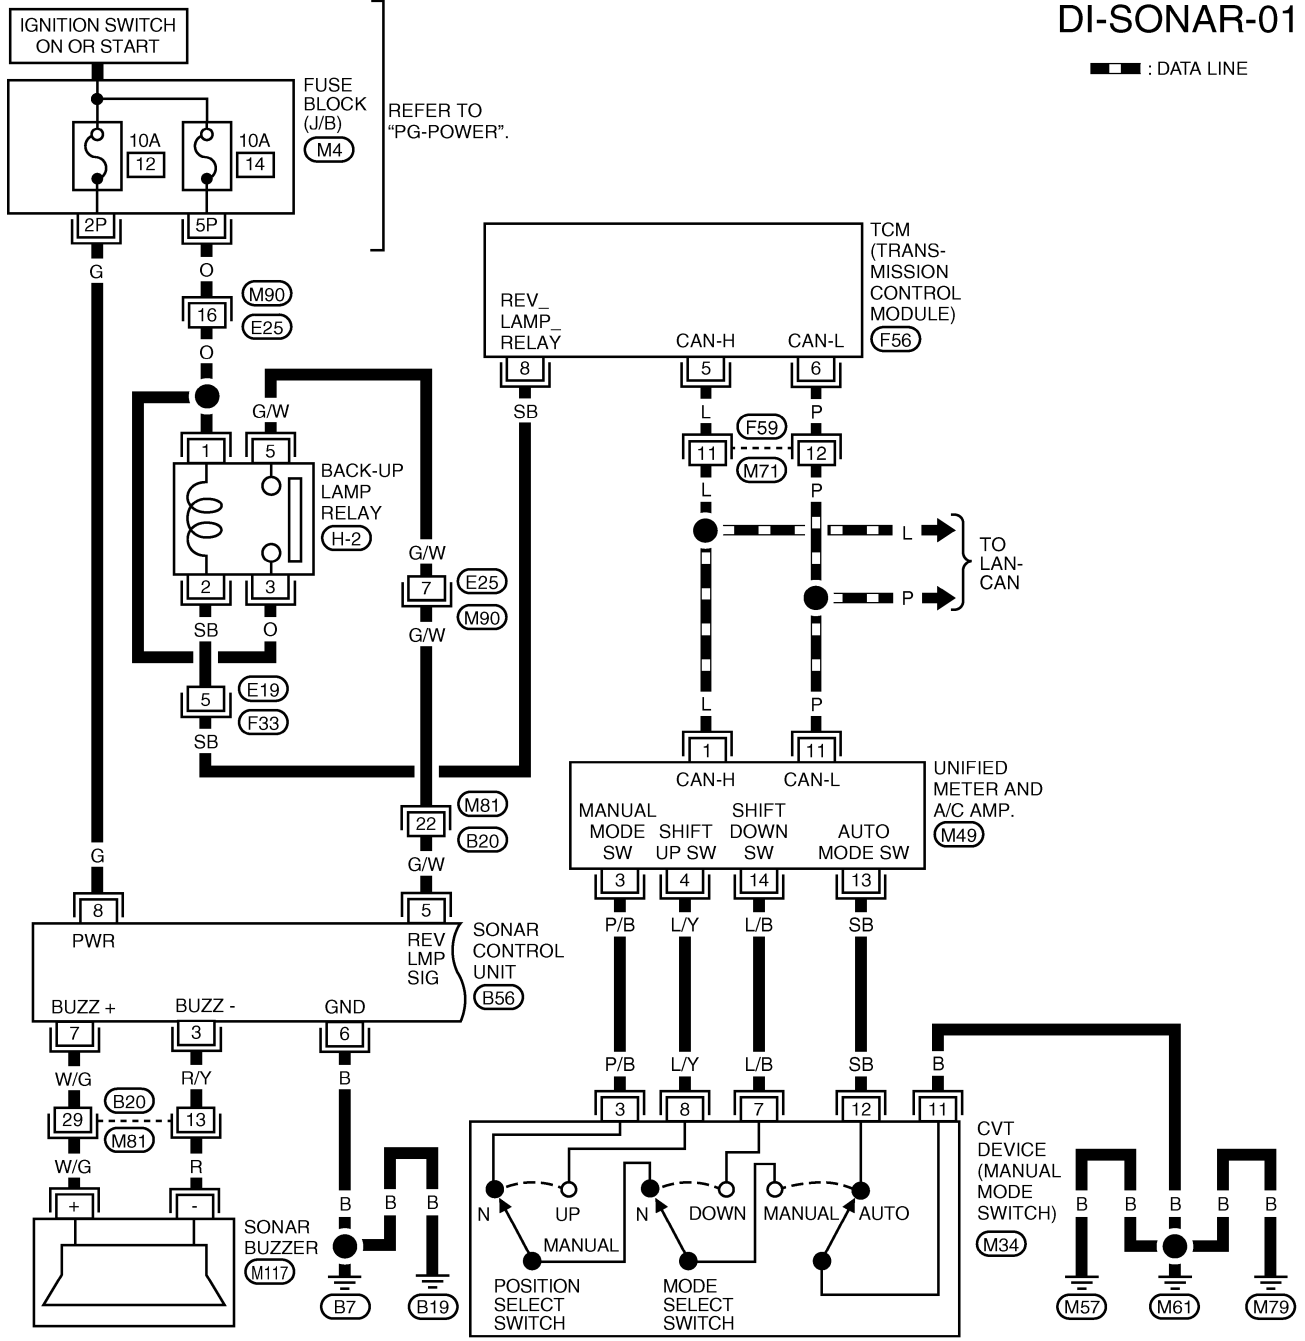 DI-SONAR-01
: DATA LINE
IGNITION SWITCH
ON OR START
FUSE
BLOCK
(J/B)
M4
REFER TO
“PG-POWER”.
10A
12
10A
14
2P
5P
G
O
M90
16
E25
O
G/W
1
5
BACK-UP
LAMP
RELAY
H-2
2
3
SB
O
E19
5
F33
SB
G/W
7
E25
M90
G/W
M81
22
B20
G/W
TCM
(TRANS-
MISSION
CONTROL
MODULE)
F56
REV_
LAMP_
RELAY
CAN-H
CAN-L
8
5
6
SB
L
P
F59
11
12
M71
L
P
L
P
TO
LAN-
CAN
L
P
1
11
CAN-H
CAN-L
UNIFIED
METER AND
A/C AMP.
M49
MANUAL
MODE
SW
SHIFT
UP SW
SHIFT
DOWN
SW
AUTO
MODE SW
3
4
14
13
P/B
L/Y
L/B
SB
G
8
5
PWR
REV
LMP
SIG
SONAR
CONTROL
UNIT
B56
BUZZ +
BUZZ -
GND
7
3
6
W/G
R/Y
B
29
B20
13
M81
W/G
R
+
-
SONAR
BUZZER
M117
B
B
B
B7
B19
P/B
L/Y
L/B
SB
B
3
8
7
12
11
CVT
DEVICE
(MANUAL
MODE
SWITCH)
M34
N
UP
N
DOWN
MANUAL
AUTO
MANUAL
POSITION
SELECT
SWITCH
MODE
SELECT
SWITCH
B
B
B
B
B
M57
M61
M79